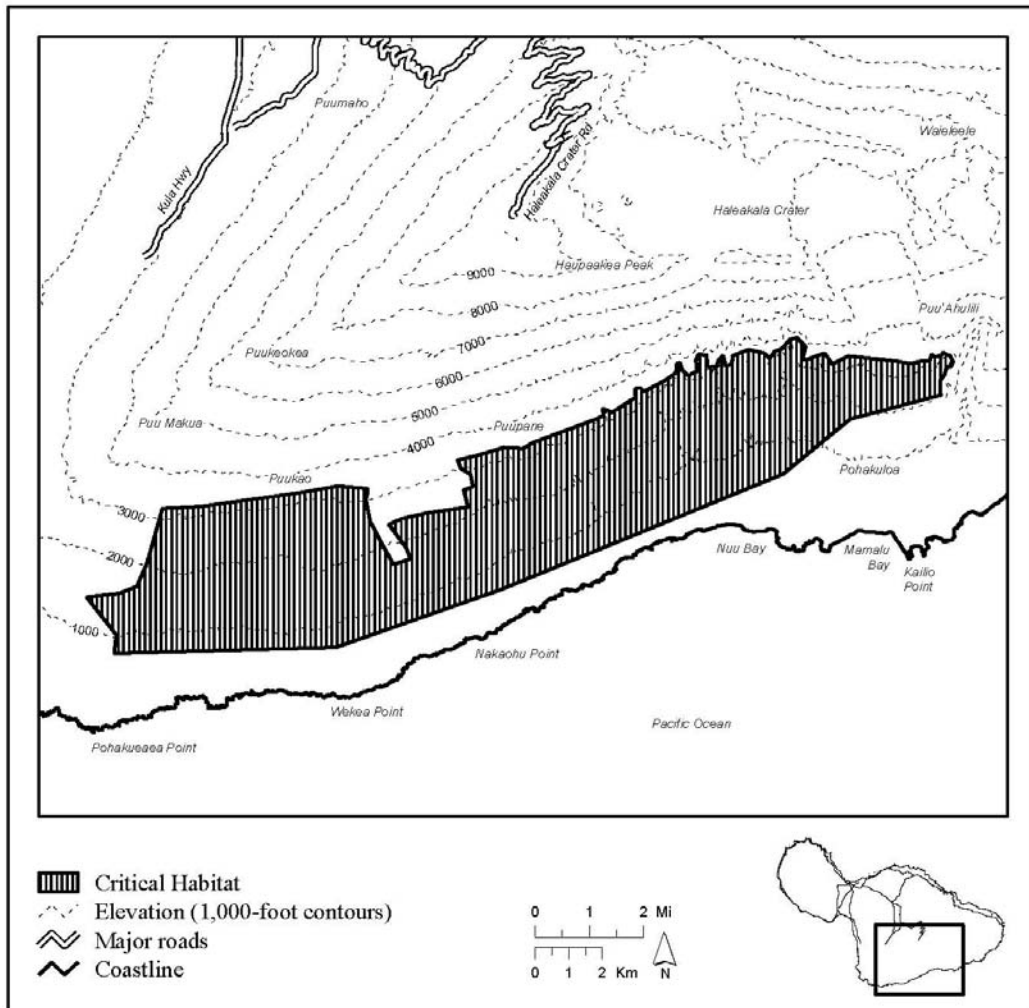 Puumaho
Kula Hwy
Haleakala Crater Rd
Waieleele
Haleakala Crater
Haupaakea Peak
9000
8000
7000
6000
5000
4000
3000
2000
1000
Puu'Ahulili
Puukeokea
Puu Makua
Puupane
Puukao
Pohakuloa
Nuu Bay
Mamalu
Bay
Kailio
Point
Nakaohu Point
Wekea Point
Pacific Ocean
Pohakueaea Point
Critical Habitat
Elevation (1,000-foot contours)
Major roads
Coastline
0 1 2 Mi
0 1 2 Km
N